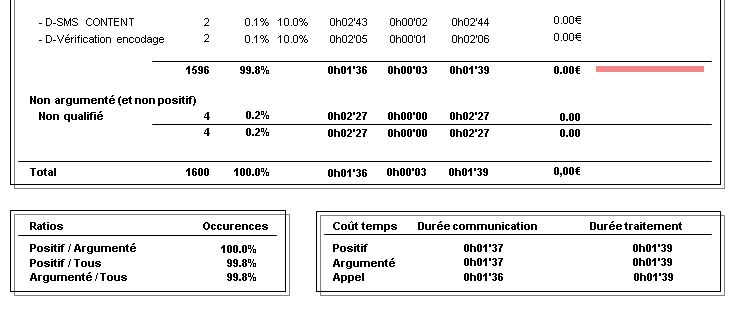 - D-SMS CONTENT 2 0.1% 10.0% 0h02'43 0h00'02 0h02'44 0.00€
- D-Vérification encodage 2 0.1% 10.0% 0h02'05 0h00'01 0h02'06 0.00€
1596 99.8% 0h01'36 0h00'03 0h01'39 0.00€
Non argumenté (et non positif)
Non qualifié 4 0.2% 0h02'27 0h00'00 0h02'27 0.00
4 0.2% 0h02'27 0h00'00 0h02'27 0.00
Total 1600 100.0% 0h01'36 0h00'03 0h01'39 0,00€
Ratios Occurences
Positif / Argumenté 100.0%
Positif / Tous 99.8%
Argumenté / Tous 99.8%
Coût temps Durée communication Durée traitement
Positif 0h01'37 0h01'39
Argumenté 0h01'37 0h01'39
Appel 0h01'36 0h01'39